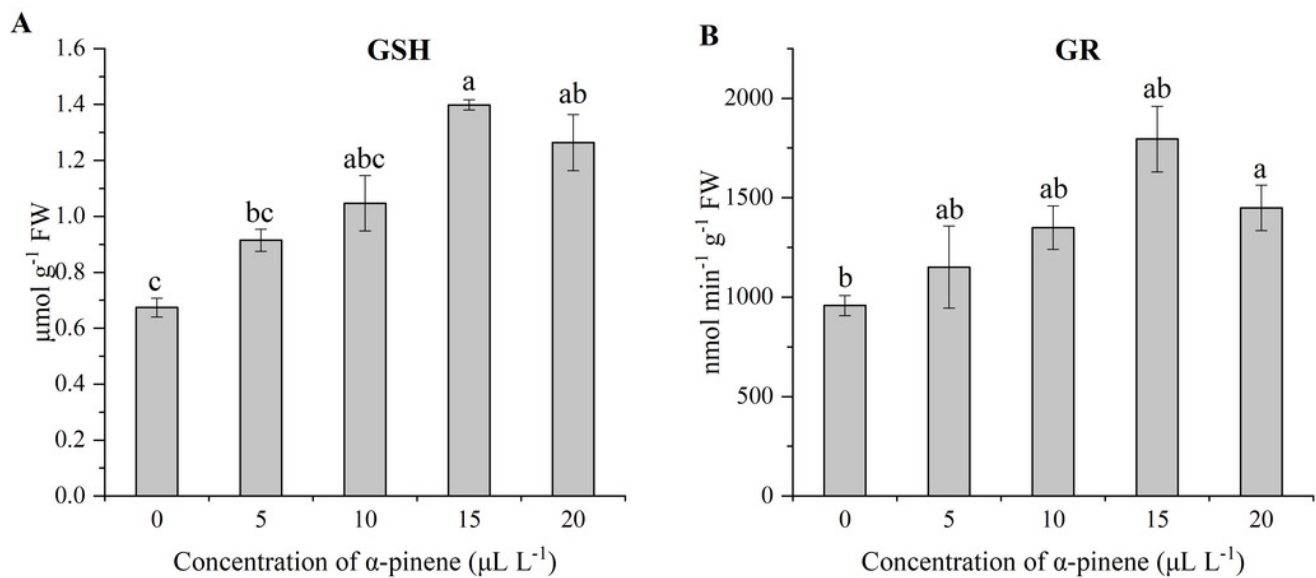 A
GSH
1.6
1.4
1.2
1.0
0.8
0.6
0.4
0.2
0.0
μmol g⁻¹ FW
c
bc
abc
a
ab
0 5 10 15 20
Concentration of α-pinene (μL L⁻¹)
B
GR
2000
1500
1000
500
0
nmol min⁻¹ g⁻¹ FW
b
ab
ab
ab
a
0 5 10 15 20
Concentration of α-pinene (μL L⁻¹)